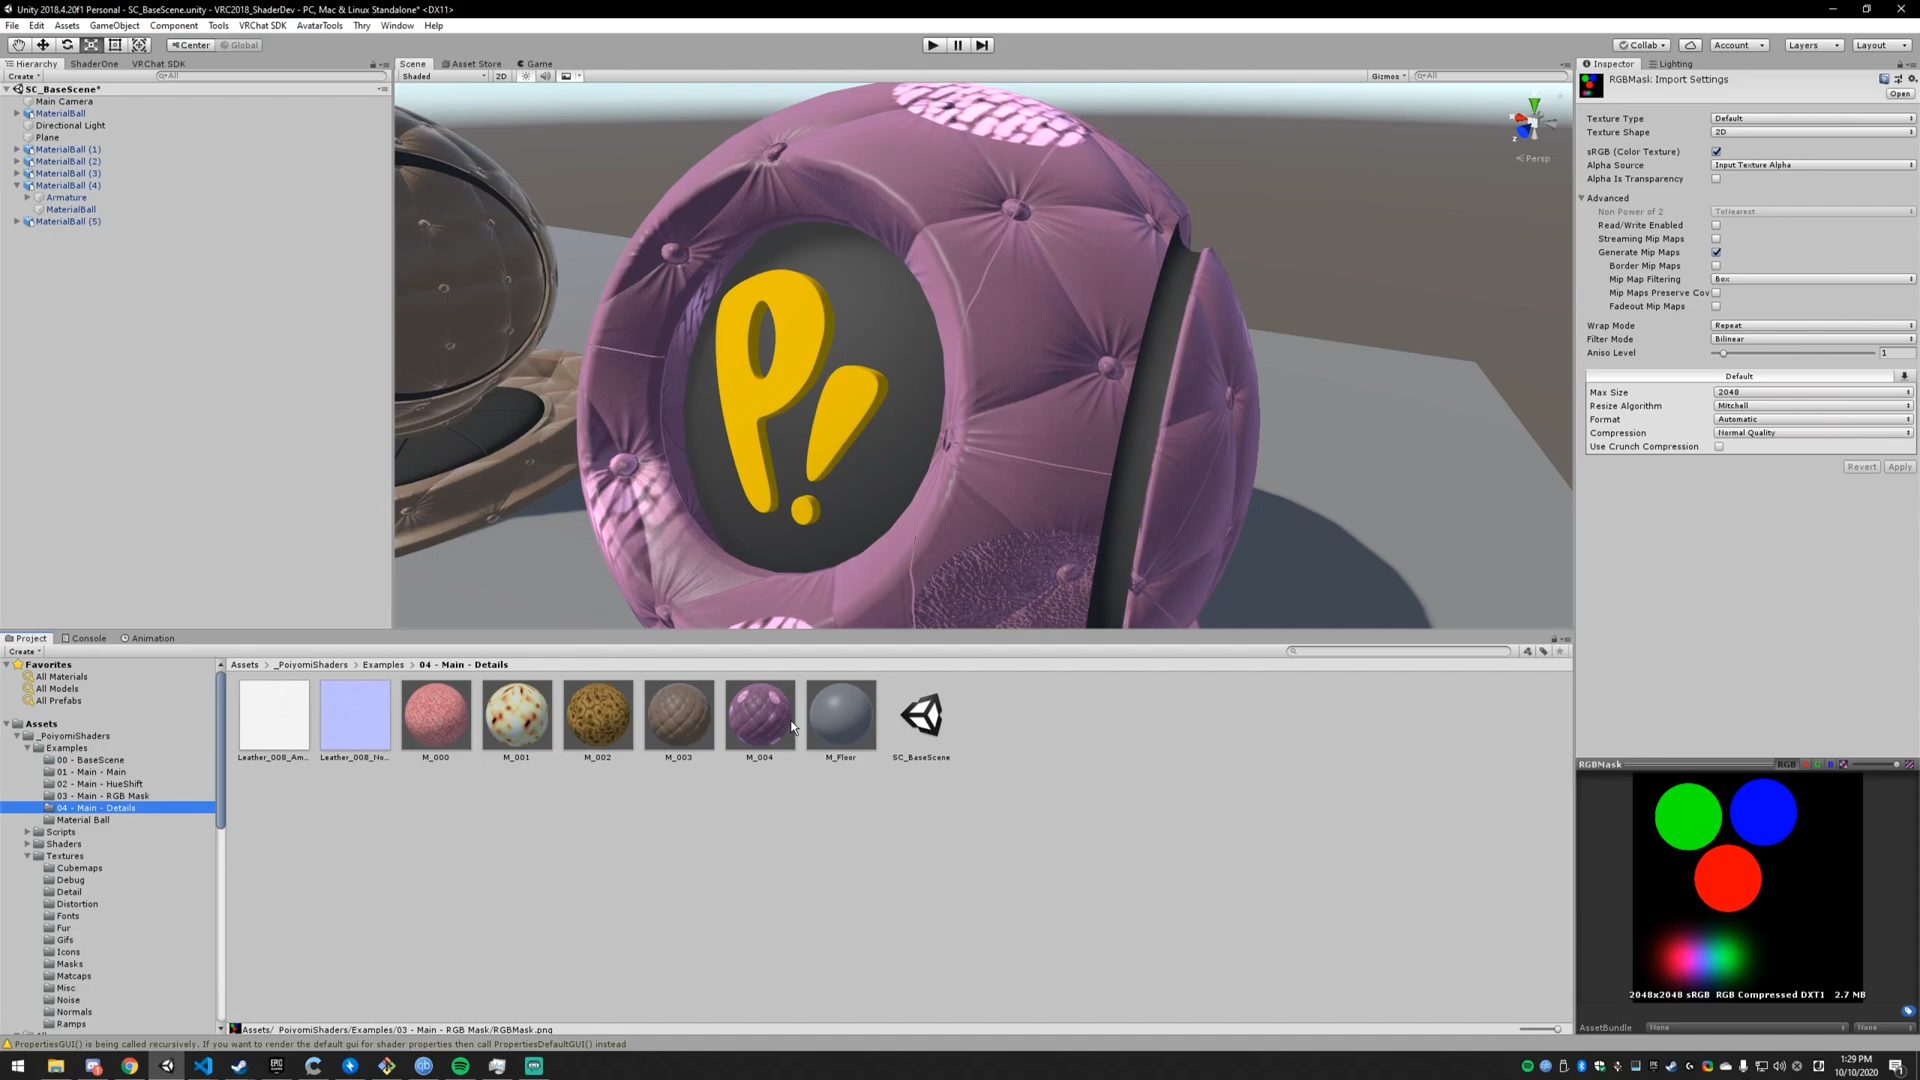 Unity 2018.4.20f1 Personal - SC_BaseScene.unity - VRC2018_ShaderDev - PC, Mac & Linux Standalone* <DX11>
File Edit Assets GameObject Component Tools VRChat SDK AvatarTools Thry Window Help
Center Global Collab Account Layers Layout
Hierarchy ShaderOne VRChat SDK
Create All
SC_BaseScene*
Main Camera
MaterialBall
Directional Light
Plane
MaterialBall (1)
MaterialBall (2)
MaterialBall (3)
MaterialBall (4)
Armature
MaterialBall
MaterialBall (5)
Scene Asset Store Game
Shaded 2D Gizmos All
Persp
P!
Inspector Lighting
RGBMask Import Settings
Open
Texture Type Default
Texture Shape 2D
sRGB (Color Texture)
Alpha Source Input Texture Alpha
Alpha Is Transparency
Advanced
Non Power of 2 ToNearest
Read/Write Enabled
Streaming Mip Maps
Generate Mip Maps
Border Mip Maps
Mip Map Filtering Box
Mip Maps Preserve Cov
Fadeout Mip Maps
Wrap Mode Repeat
Filter Mode Bilinear
Aniso Level 1
Default
Max Size 2048
Resize Algorithm Mitchell
Format Automatic
Compression Normal Quality
Use Crunch Compression
Revert Apply
Project Console Animation
Create
Favorites
All Materials
All Models
All Prefabs
Assets
_PoiyomiShaders
Examples
00 - BaseScene
01 - Main - Main
02 - Main - HueShift
03 - Main - RGB Mask
04 - Main - Details
Material Ball
Scripts
Shaders
Textures
Cubemaps
Debug
Detail
Distortion
Fonts
Fur
Gifs
Icons
Masks
Matcaps
Misc
Noise
Normals
Ramps
Assets > _PoiyomiShaders > Examples > 04 - Main - Details
Leather_008_Am... Leather_008_No... M_000 M_001 M_002 M_003 M_004 M_Floor SC_BaseScene
Assets/_PoiyomiShaders/Examples/03 - Main - RGB Mask/RGBMask.png
RGBMask RGB R G B
2048x2048 sRGB RGB Compressed DXT1 2.7 MB
AssetBundle None None
PropertiesGUI() is being called recursively. If you want to render the default gui for shader properties then call PropertiesDefaultGUI() instead
EPIC GAMES
qb
1:29 PM
10/10/2020